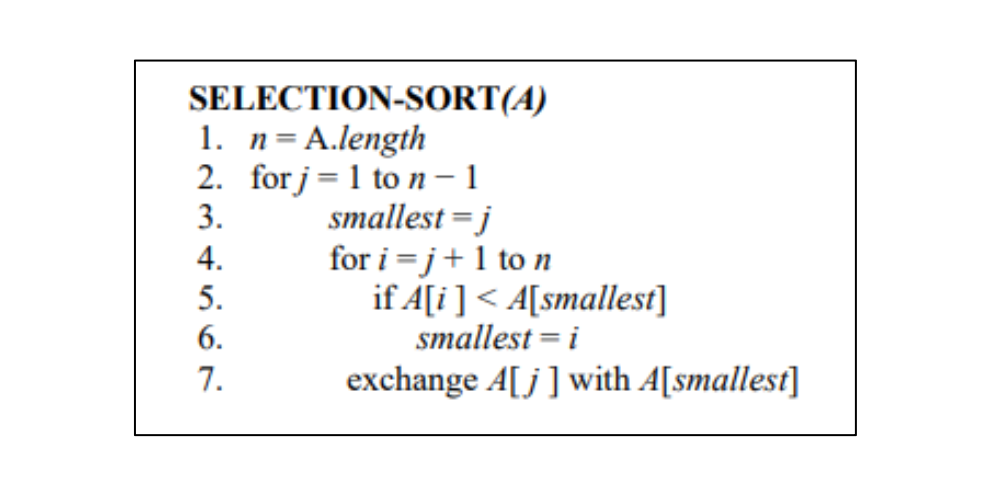 SELECTION-SORT(A)
1. n = A.length
2. for j = 1 to n − 1
3. smallest = j
4. for i = j + 1 to n
5. if A[i ] < A[smallest]
6. smallest = i
7. exchange A[ j ] with A[smallest]